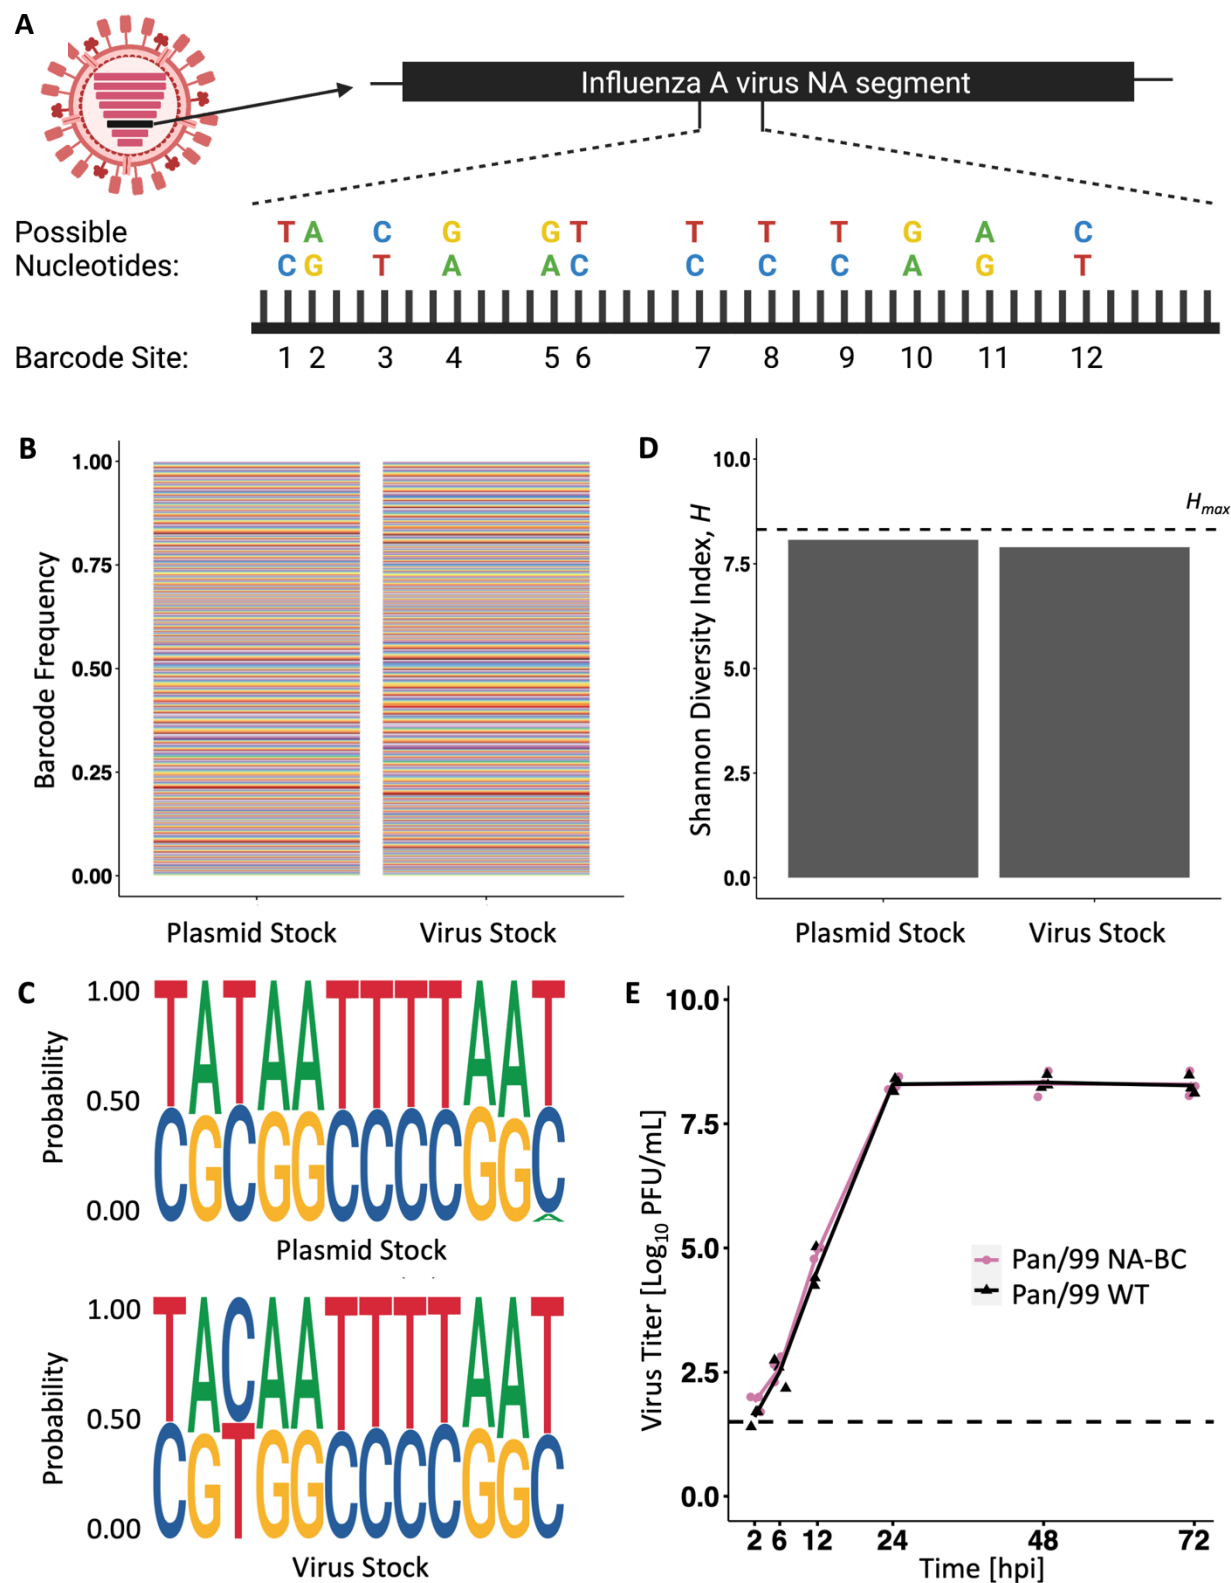 A
Influenza A virus NA segment
Possible
Nucleotides:
T A C G G T T T T G A C
C G T A A C C C C A G T
Barcode Site:
1 2 3 4 5 6 7 8 9 10 11 12
B
Barcode Frequency
1.00
0.75
0.50
0.25
0.00
Plasmid Stock
Virus Stock
D
Shannon Diversity Index, H
10.0
7.5
5.0
2.5
0.0
Hmax
Plasmid Stock
Virus Stock
C
Probability
1.00
0.50
0.00
TATAATTTTAAT
CGCGGCCCCGGC
A
Plasmid Stock
Probability
1.00
0.50
0.00
TACAATTTTAAT
CGTGGCCCCGGC
Virus Stock
E
Virus Titer [Log10 PFU/mL]
10.0
7.5
5.0
2.5
0.0
Pan/99 NA-BC
Pan/99 WT
2 6 12 24 48 72
Time [hpi]